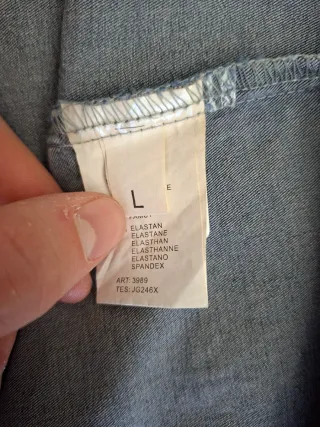 L
E
ELASTAN
ELASTANE
ELASTHAN
ELASTHANNE
ELASTANO
SPANDEX
ART: 3989
TES: JG246X